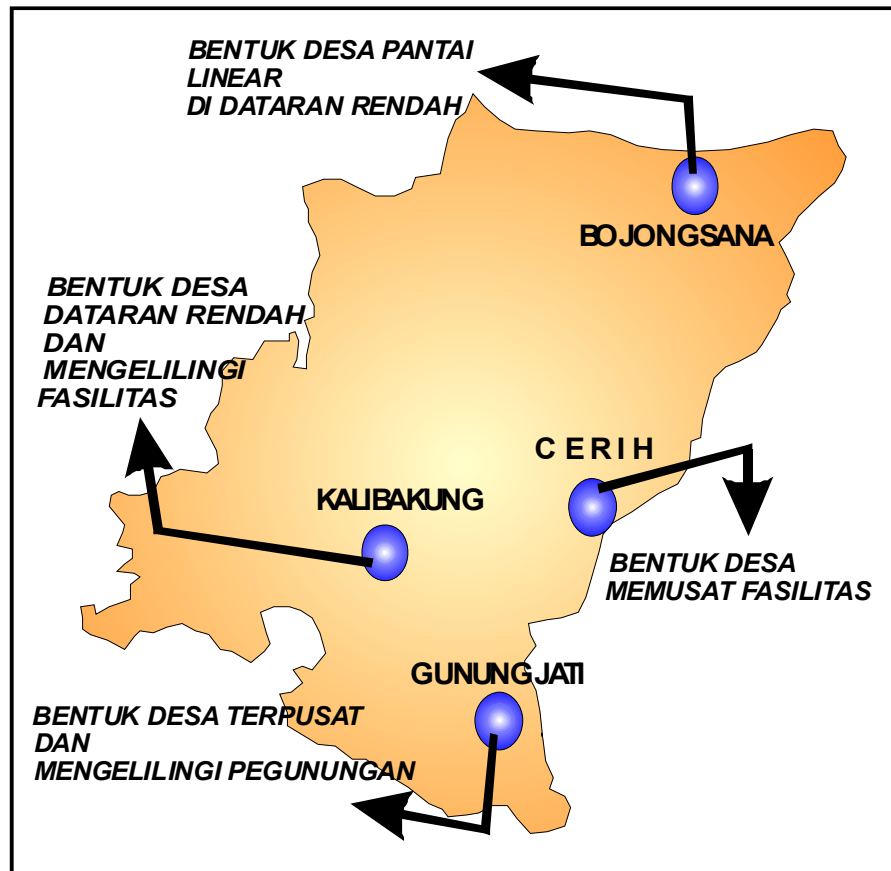 BENTUK DESA PANTAI
LINEAR
DI DATARAN RENDAH
BOJONGSANA
BENTUK DESA
DATARAN RENDAH
DAN
MENGELILINGI
FASILITAS
CERIH
KALIBAKUNG
BENTUK DESA
MEMUSAT FASILITAS
GUNUNGJATI
BENTUK DESA TERPUSAT
DAN
MENGELILINGI PEGUNUNGAN